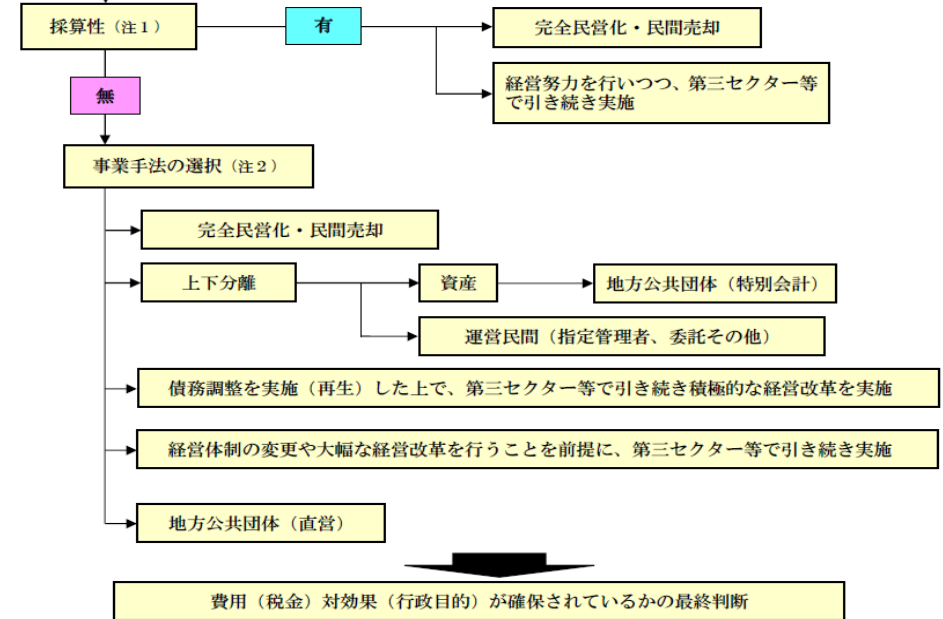 採算性（注１）
有
完全民営化・民間売却
経営努力を行いつつ、第三セクター等
で引き続き実施
無
事業手法の選択（注２）
完全民営化・民間売却
上下分離
資産
地方公共団体（特別会計）
運営民間（指定管理者、委託その他）
債務調整を実施（再生）した上で、第三セクター等で引き続き積極的な経営改革を実施
経営体制の変更や大幅な経営改革を行うことを前提に、第三セクター等で引き続き実施
地方公共団体（直営）
費用（税金）対効果（行政目的）が確保されているかの最終判断